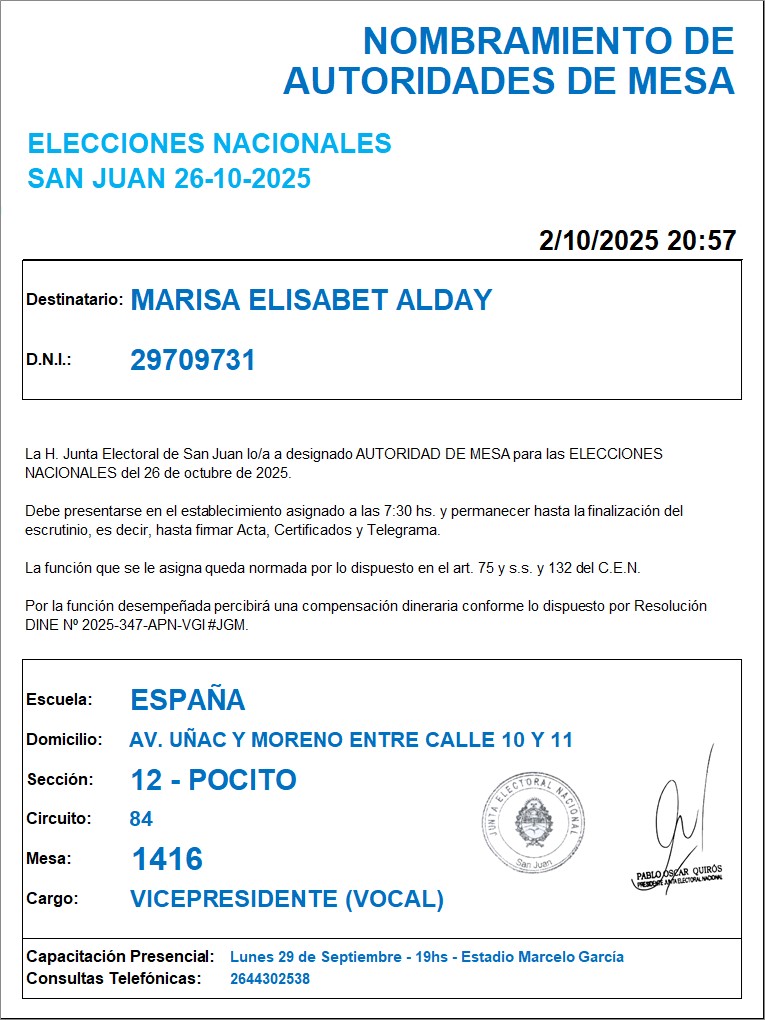 NOMBRAMIENTO DE
AUTORIDADES DE MESA
ELECCIONES NACIONALES
SAN JUAN 26-10-2025
2/10/2025 20:57
Destinatario: MARISA ELISABET ALDAY
D.N.I.: 29709731
La H. Junta Electoral de San Juan lo/a a designado AUTORIDAD DE MESA para las ELECCIONES
NACIONALES del 26 de octubre de 2025.
Debe presentarse en el establecimiento asignado a las 7:30 hs. y permanecer hasta la finalización del
escrutinio, es decir, hasta firmar Acta, Certificados y Telegrama.
La función que se le asigna queda normada por lo dispuesto en el art. 75 y s.s. y 132 del C.E.N.
Por la función desempeñada percibirá una compensación dineraria conforme lo dispuesto por Resolución
DINE Nº 2025-347-APN-VGI#JGM.
Escuela: ESPAÑA
Domicilio: AV. UÑAC Y MORENO ENTRE CALLE 10 Y 11
Sección: 12 - POCITO
Circuito: 84
Mesa: 1416
Cargo: VICEPRESIDENTE (VOCAL)
JUNTA ELECTORAL NACIONAL
San Juan
PABLO OSCAR QUIRÓS
PRESIDENTE JUNTA ELECTORAL NACIONAL
Capacitación Presencial: Lunes 29 de Septiembre - 19hs - Estadio Marcelo García
Consultas Telefónicas: 2644302538